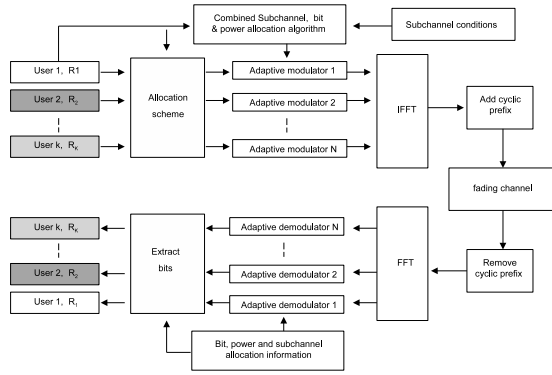 Combined Subchannel, bit
& power allocation algorithm
Subchannel conditions
User 1, R1
Adaptive modulator 1
User 2, R₂
Allocation
scheme
Adaptive modulator 2
IFFT
Add cyclic
prefix
User k, Rₖ
Adaptive modulator N
fading channel
User k, Rₖ
Adaptive demodulator N
Extract
bits
FFT
Remove
cyclic prefix
User 2, R₂
Adaptive demodulator 2
User 1, R₁
Adaptive demodulator 1
Bit, power and subchannel
allocation information